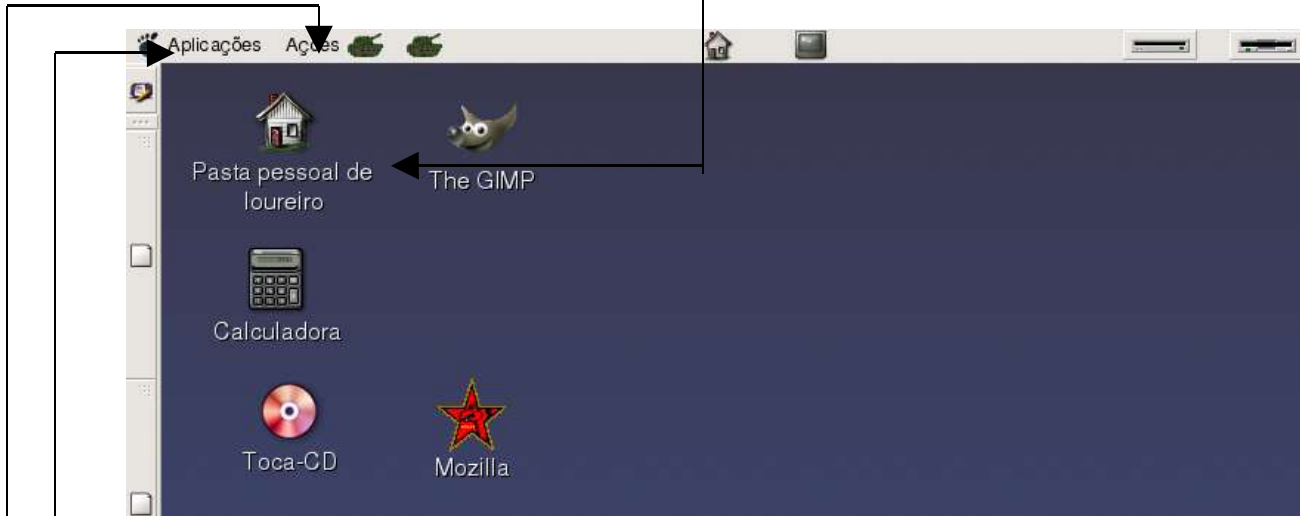 Aplicações Ações
Pasta pessoal de
loureiro
The GIMP
Calculadora
Toca-CD
Mozilla